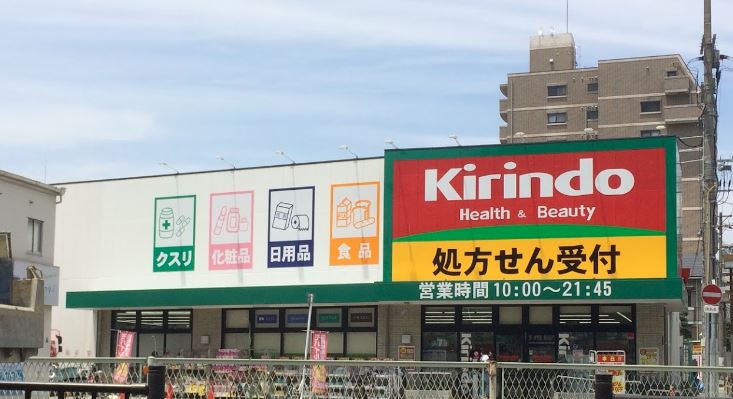 Kirindo
Health & Beauty
処方せん受付
営業時間 10:00～21:45
クスリ
化粧品
日用品
食品